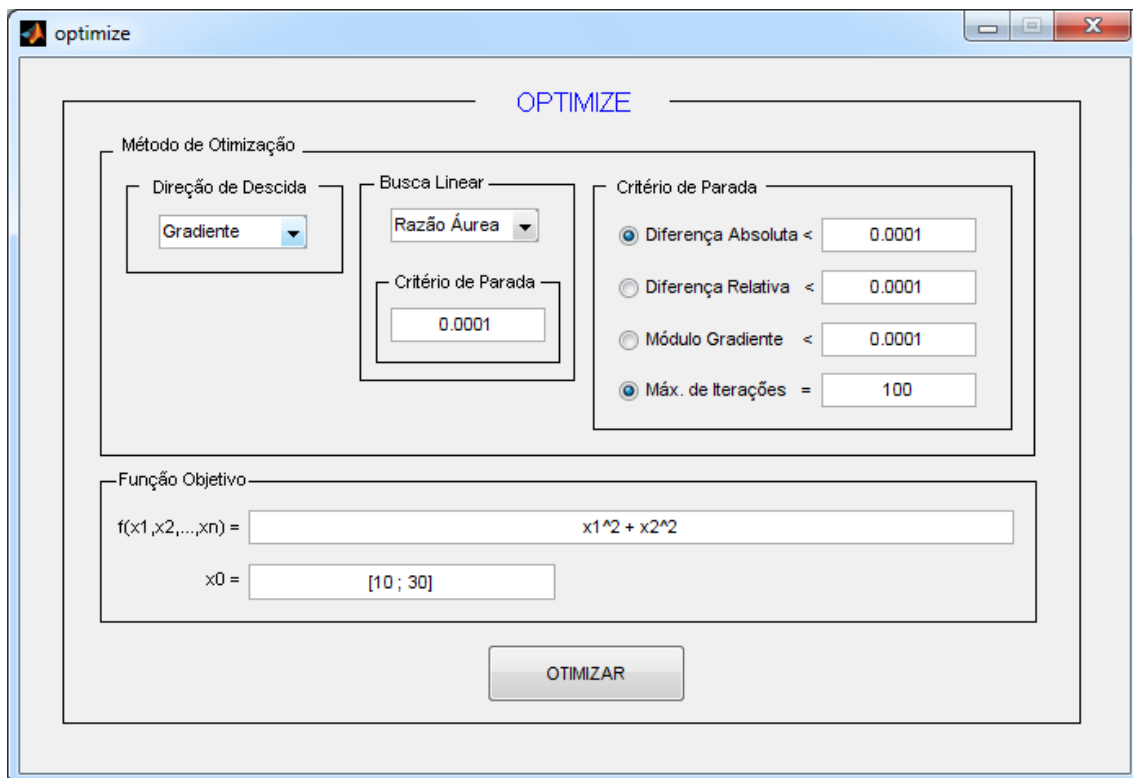 optimize
OPTIMIZE
Método de Otimização
Direção de Descida
Gradiente
Busca Linear
Razão Áurea
Critério de Parada
0.0001
Critério de Parada
Diferença Absoluta < 0.0001
Diferença Relativa < 0.0001
Módulo Gradiente < 0.0001
Máx. de Iterações = 100
Função Objetivo
f(x1,x2,...,xn) = x1^2 + x2^2
x0 = [10 ; 30]
OTIMIZAR